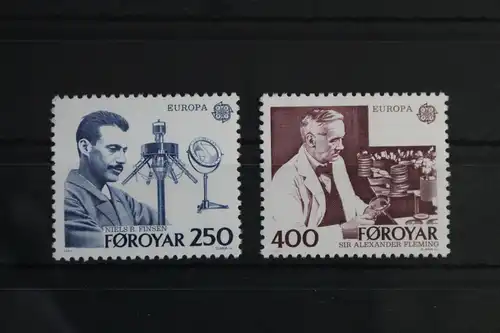 EUROPA
NIELS R. FINSEN
FØROYAR 250
EUROPA
400 FØROYAR
SIR ALEXANDER FLEMING